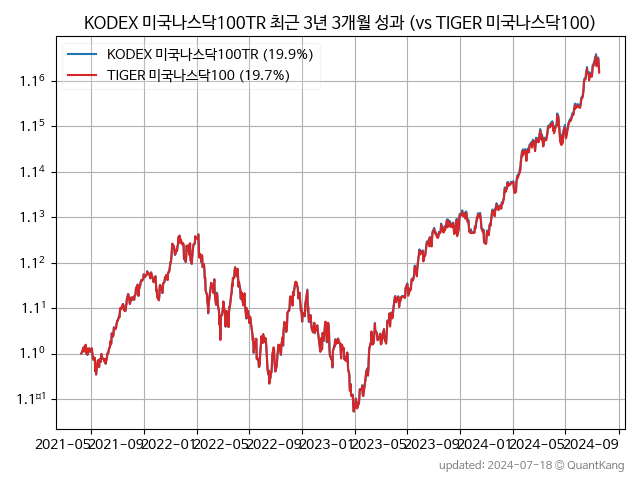 KODEX 미국나스닥100TR 최근 3년 3개월 성과 (vs TIGER 미국나스닥100)
KODEX 미국나스닥100TR (19.9%)
TIGER 미국나스닥100 (19.7%)
1.1⁶
1.1⁵
1.1⁴
1.1³
1.1²
1.1¹
1.1⁰
1.1¤¹
2021-05 2021-09 2022-01 2022-05 2022-09 2023-01 2023-05 2023-09 2024-01 2024-05 2024-09
updated: 2024-07-18 © QuantKang